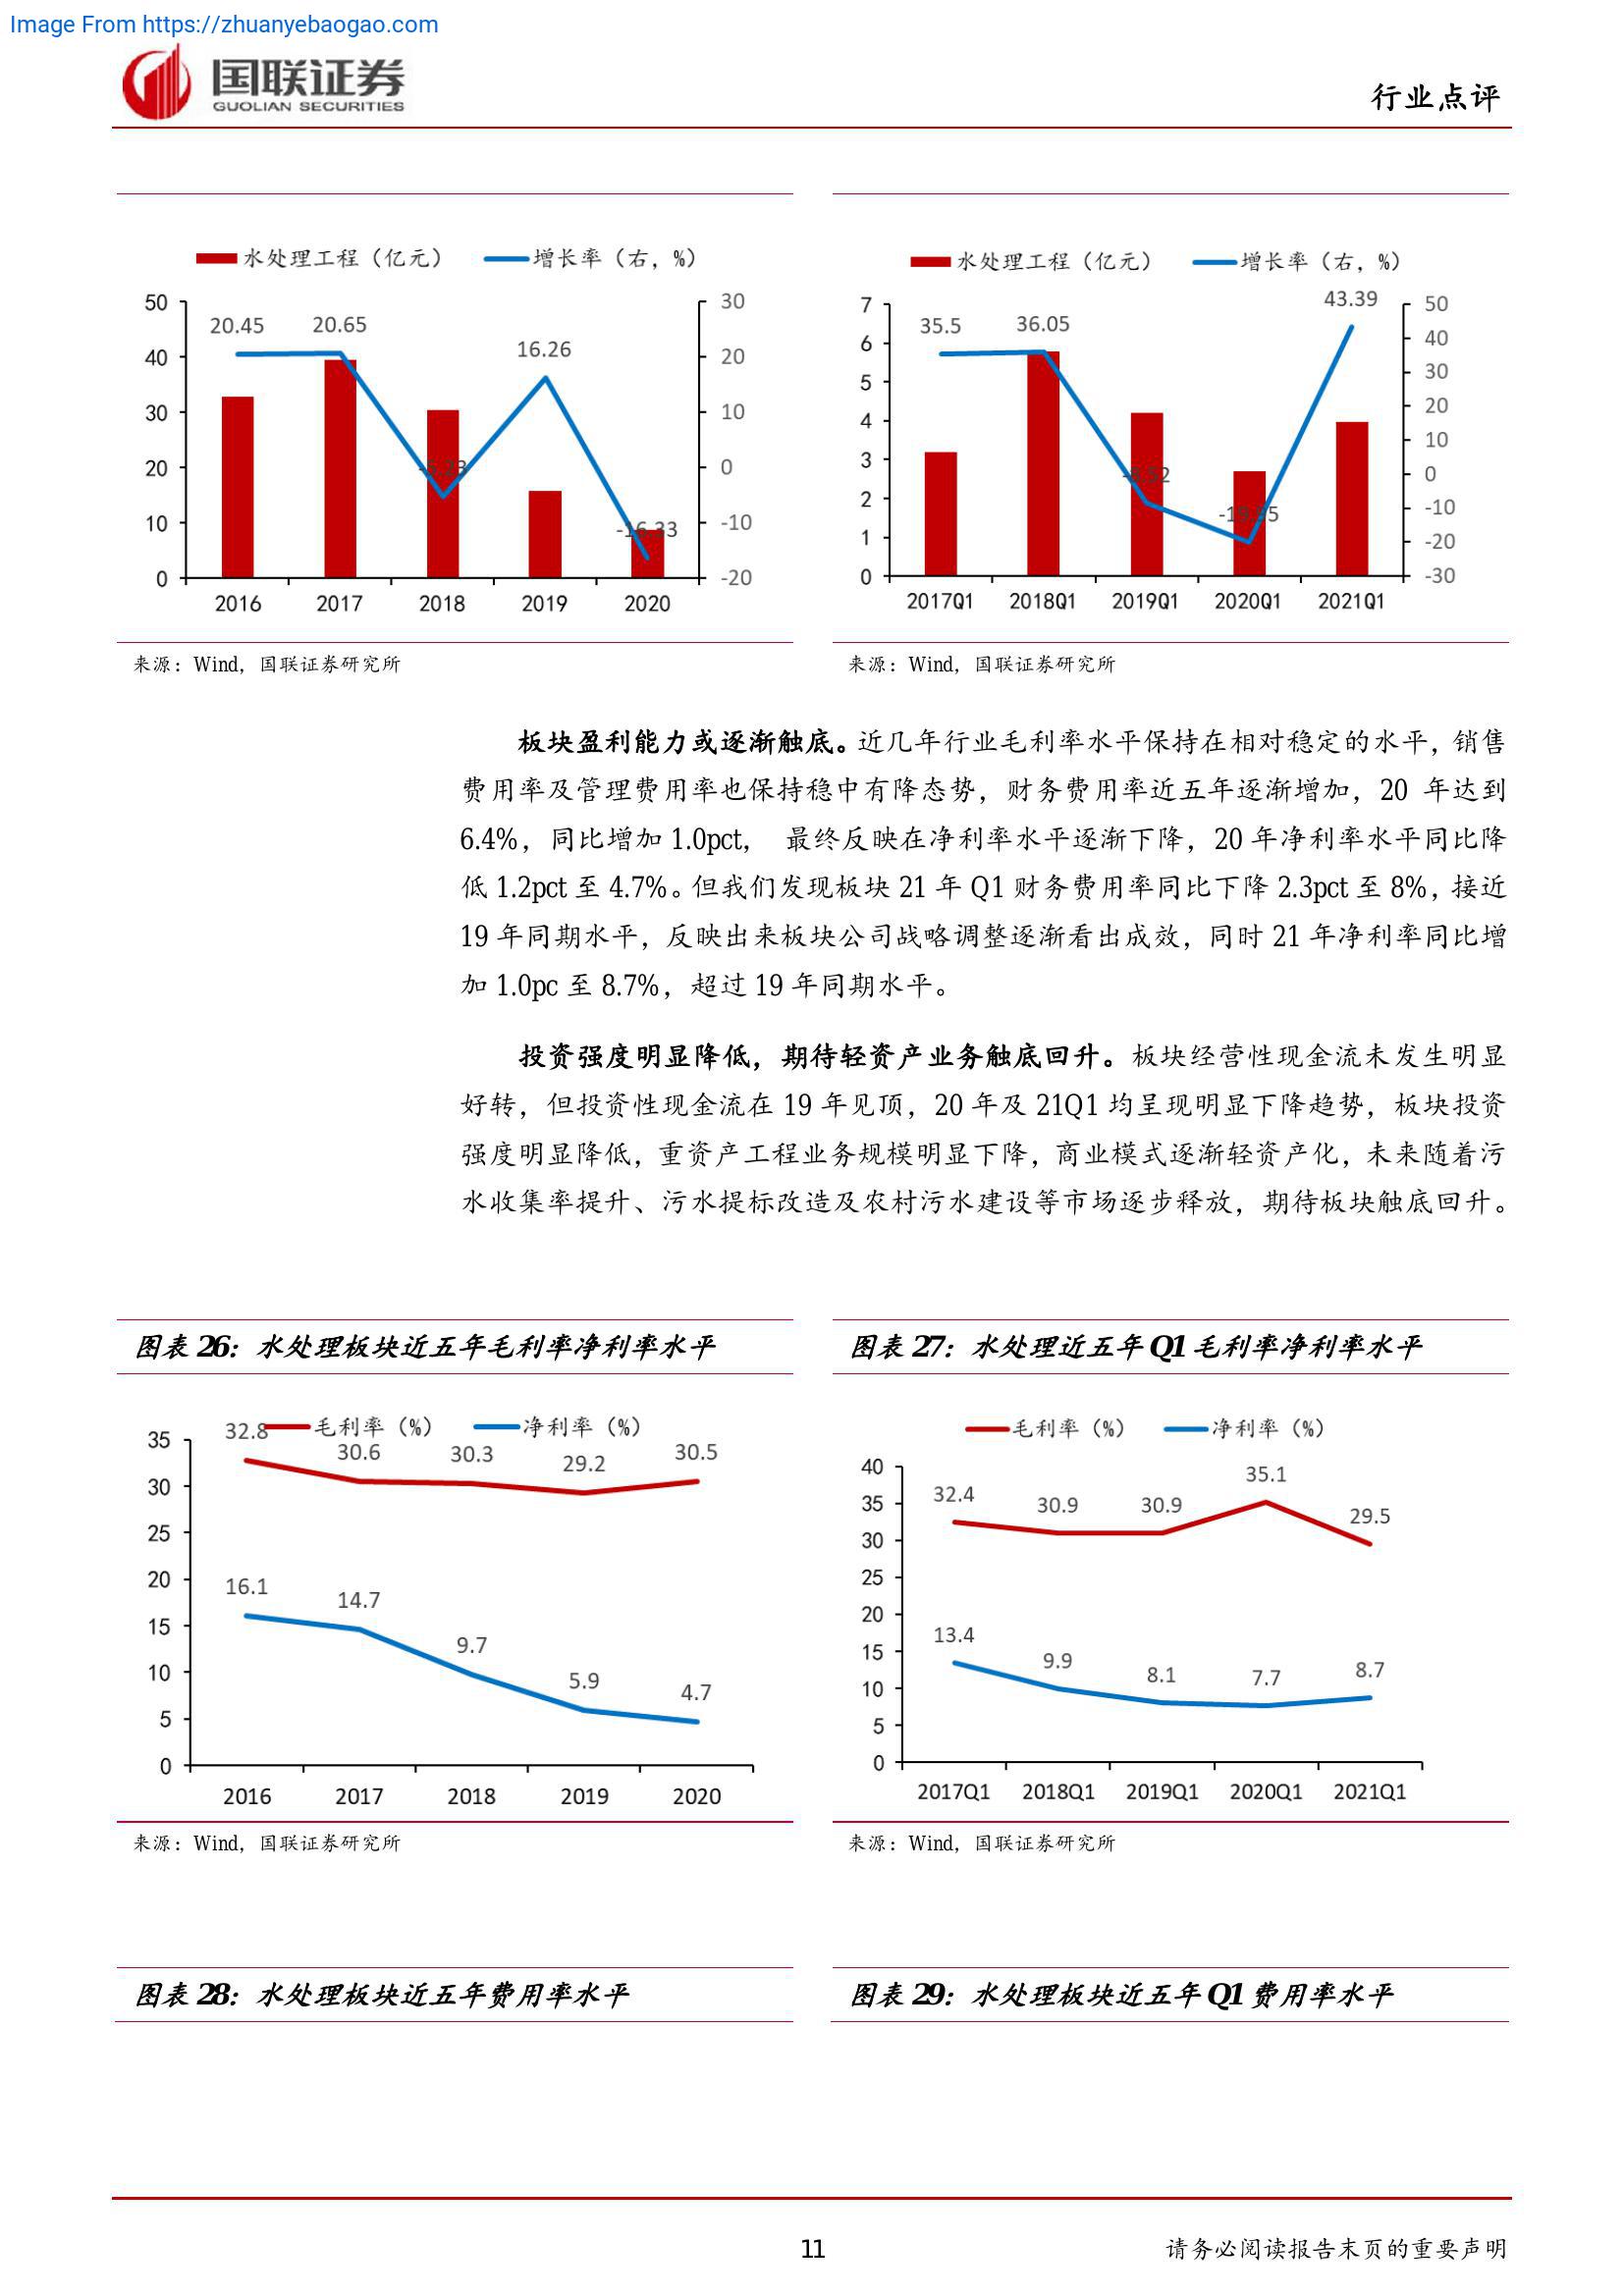 Image From https://zhuanyebaogao.com
国联证券
GUOLIAN SECURITIES
行业点评
水处理工程（亿元） 增长率（右，%）
50 40 30 20 10 0
30 20 10 0 -10 -20
20.45 20.65 16.26 -16.33
2016 2017 2018 2019 2020
来源：Wind，国联证券研究所
水处理工程（亿元） 增长率（右，%）
7 6 5 4 3 2 1 0
50 40 30 20 10 0 -10 -20 -30
35.5 36.05 43.39
2017Q1 2018Q1 2019Q1 2020Q1 2021Q1
来源：Wind，国联证券研究所
板块盈利能力或逐渐触底。近几年行业毛利率水平保持在相对稳定的水平，销售
费用率及管理费用率也保持稳中有降态势，财务费用率近五年逐渐增加，20 年达到
6.4%，同比增加 1.0pct， 最终反映在净利率水平逐渐下降，20 年净利率水平同比降
低 1.2pct 至 4.7%。但我们发现板块 21 年 Q1 财务费用率同比下降 2.3pct 至 8%，接近
19 年同期水平，反映出来板块公司战略调整逐渐看出成效，同时 21 年净利率同比增
加 1.0pc 至 8.7%，超过 19 年同期水平。
投资强度明显降低，期待轻资产业务触底回升。板块经营性现金流未发生明显
好转，但投资性现金流在 19 年见顶，20 年及 21Q1 均呈现明显下降趋势，板块投资
强度明显降低，重资产工程业务规模明显下降，商业模式逐渐轻资产化，未来随着污
水收集率提升、污水提标改造及农村污水建设等市场逐步释放，期待板块触底回升。
图表 26：水处理板块近五年毛利率净利率水平
毛利率（%） 净利率（%）
35 30 25 20 15 10 5 0
32.8 30.6 30.3 29.2 30.5
16.1 14.7 9.7 5.9 4.7
2016 2017 2018 2019 2020
来源：Wind，国联证券研究所
图表 27：水处理近五年 Q1 毛利率净利率水平
毛利率（%） 净利率（%）
40 35 30 25 20 15 10 5 0
32.4 30.9 30.9 35.1 29.5
13.4 9.9 8.1 7.7 8.7
2017Q1 2018Q1 2019Q1 2020Q1 2021Q1
来源：Wind，国联证券研究所
图表 28：水处理板块近五年费用率水平
图表 29：水处理板块近五年 Q1 费用率水平
11
请务必阅读报告末页的重要声明